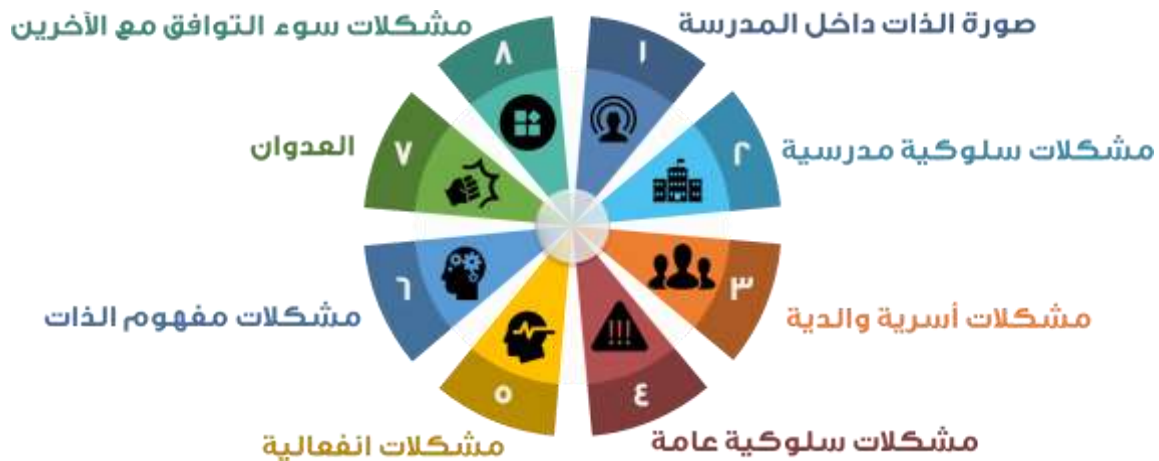 ١
صورة الذات داخل المدرسة
٢
مشكلات سلوكية مدرسية
٣
مشكلات أسرية والدية
٤
مشكلات سلوكية عامة
٥
مشكلات انفعالية
٦
مشكلات مفهوم الذات
٧
العدوان
٨
مشكلات سوء التوافق مع الآخرين
!!!